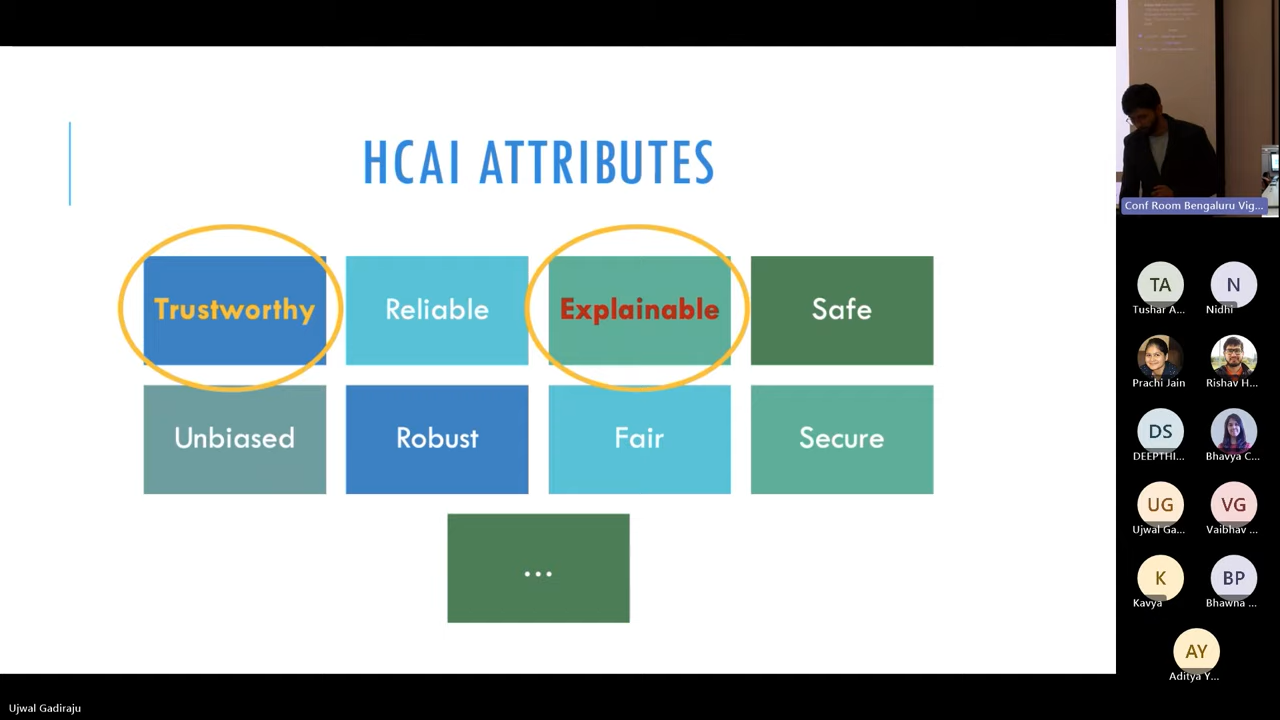 HCAI ATTRIBUTES
Trustworthy
Reliable
Explainable
Safe
Unbiased
Robust
Fair
Secure
...
Conf Room Bengaluru Vig...
TA
N
Tushar A...
Nidhi
Prachi Jain
Rishav H...
DS
DEEPTHI...
Bhavya C...
UG
VG
Ujwal Ga...
Vaibhav ...
K
BP
Kavya
Bhawna ...
AY
Aditya Y...
Ujwal Gadiraju